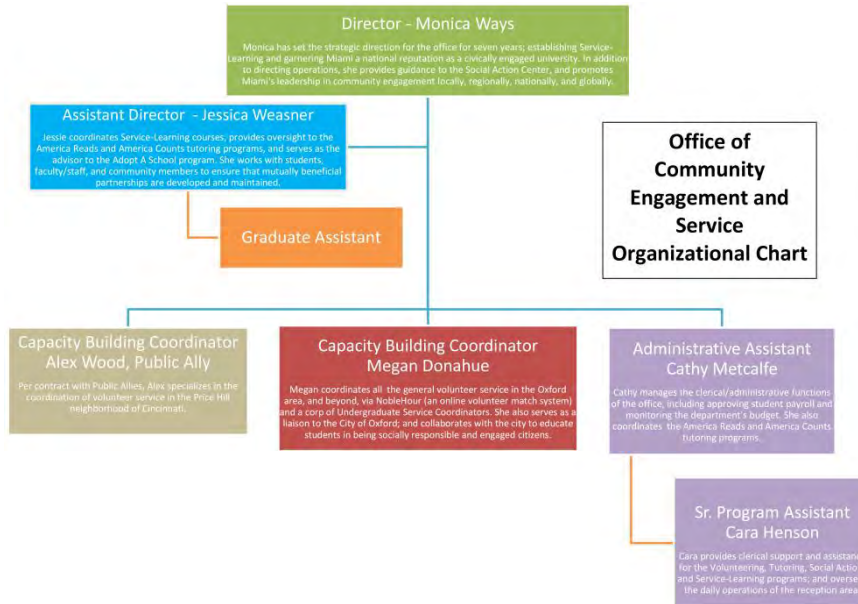 Director - Monica Ways
Monica has set the strategic direction for the office for seven years; establishing Service-
Learning and garnering Miami a national reputation as a civically engaged university. In addition
to directing operations, she provides guidance to the Social Action Center, and promotes
Miami's leadership in community engagement locally, regionally, nationally, and globally.
Assistant Director - Jessica Weasner
Jessie coordinates Service-Learning courses, provides oversight to the
America Reads and America Counts tutoring programs, and serves as the
advisor to the Adopt A School program. She works with students,
faculty/staff, and community members to ensure that mutually beneficial
partnerships are developed and maintained.
Office of
Community
Engagement and
Service
Organizational Chart
Graduate Assistant
Capacity Building Coordinator
Alex Wood, Public Ally
Per contract with Public Allies, Alex specializes in the
coordination of volunteer service in the Price Hill
neighborhood of Cincinnati.
Capacity Building Coordinator
Megan Donahue
Megan coordinates all the general volunteer service in the Oxford
area, and beyond, via NobleHour (an online volunteer match system)
and a corp of Undergraduate Service Coordinators. She also serves as a
liaison to the City of Oxford; and collaborates with the city to educate
students in being socially responsible and engaged citizens.
Administrative Assistant
Cathy Metcalfe
Cathy manages the clerical/administrative functions
of the office, including approving student payroll and
monitoring the department's budget. She also
coordinates the America Reads and America Counts
tutoring programs.
Sr. Program Assistant
Cara Henson
Cara provides clerical support and assistanc
for the Volunteering, Tutoring, Social Action
and Service-Learning programs; and oversee
the daily operations of the reception area